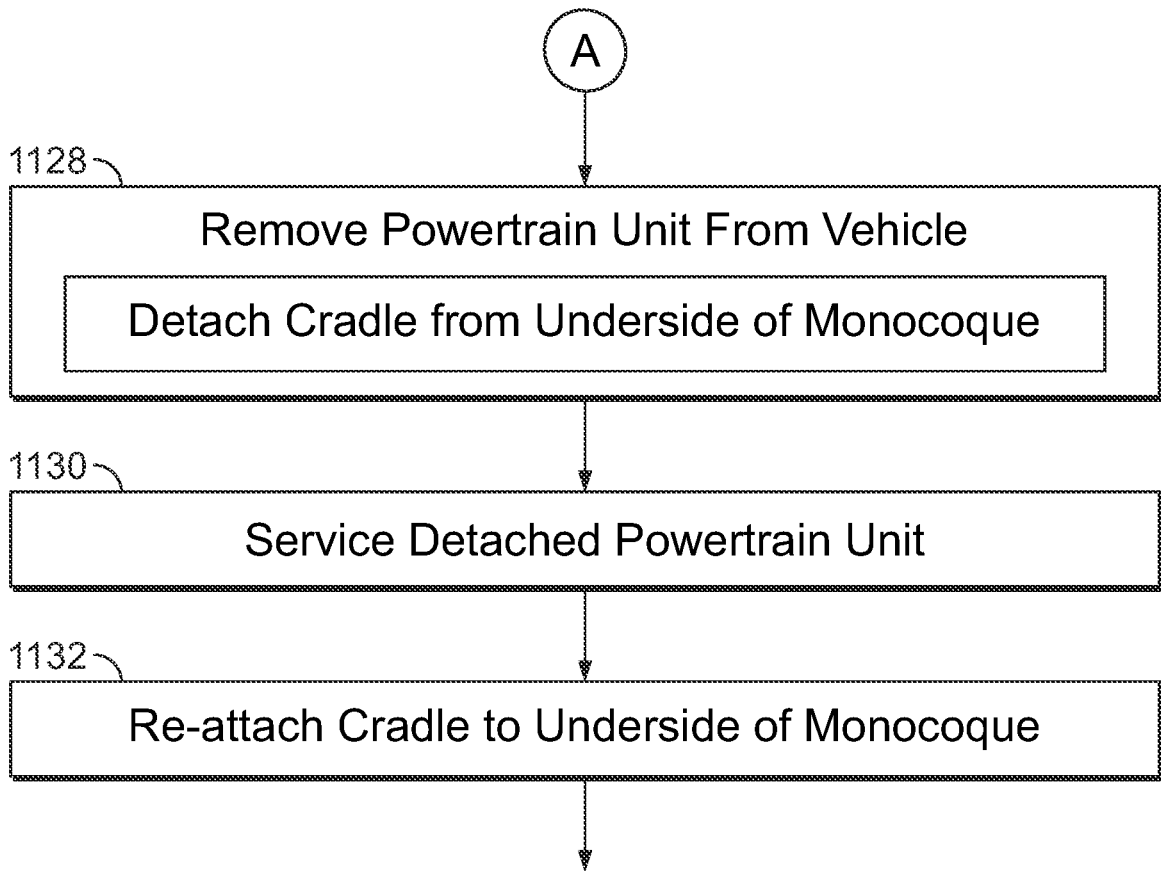 A
1128
Remove Powertrain Unit From Vehicle
Detach Cradle from Underside of Monocoque
1130
Service Detached Powertrain Unit
1132
Re-attach Cradle to Underside of Monocoque